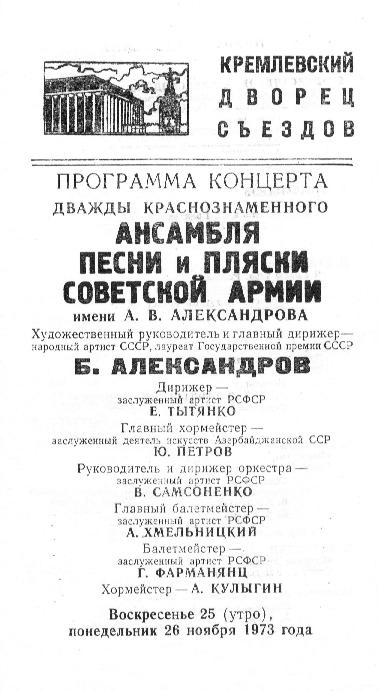 КРЕМЛЕВСКИЙ
ДВОРЕЦ
СЪЕЗДОВ
ПРОГРАММА КОНЦЕРТА
ДВАЖДЫ КРАСНОЗНАМЕННОГО
АНСАМБЛЯ
ПЕСНИ и ПЛЯСКИ
СОВЕТСКОЙ АРМИИ
имени А. В. АЛЕКСАНДРОВА
Художественный руководитель и главный дирижер—
народный артист СССР, лауреат Государственной премии СССР
Б. АЛЕКСАНДРОВ
Дирижер—
заслуженный артист РСФСР
Е. ТЫТЯНКО
Главный хормейстер—
заслуженный деятель искусств Азербайджанской ССР
Ю. ПЕТРОВ
Руководитель и дирижер оркестра—
заслуженный артист РСФСР
В. САМСОНЕНКО
Главный балетмейстер—
заслуженный артист РСФСР
А. ХМЕЛЬНИЦКИЙ
Балетмейстер—
заслуженный артист РСФСР
Г. ФАРМАНЯНЦ
Хормейстер—А. КУЛЫГИН
Воскресенье 25 (утро),
понедельник 26 ноября 1973 года